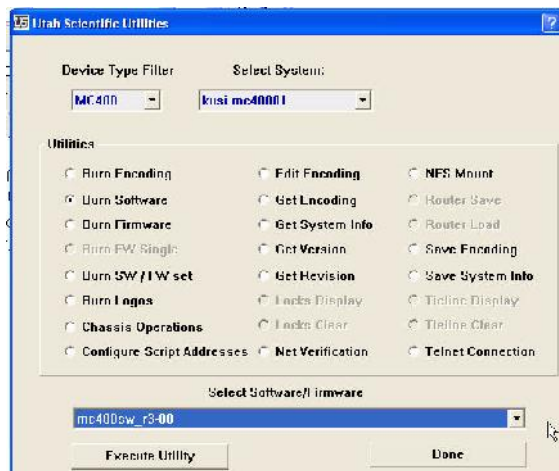 Utah Scientific Utilities
?
Device Type Filter
Select System:
MC400
kusi mc40001
Utilities
Burn Encoding
Edit Encoding
NFS Mount
Burn Software
Get Encoding
Router Save
Burn Firmware
Get System Info
Router Load
Burn FW Single
Get Version
Save Encoding
Burn SW / FW set
Get Revision
Save System Info
Burn Logos
Locks Display
Tieline Display
Chassis Operations
Locks Clear
Tieline Clear
Configure Script Addresses
Net Verification
Telnet Connection
Select Software/Firmware
mc400sw_r3-00
Execute Utility
Done